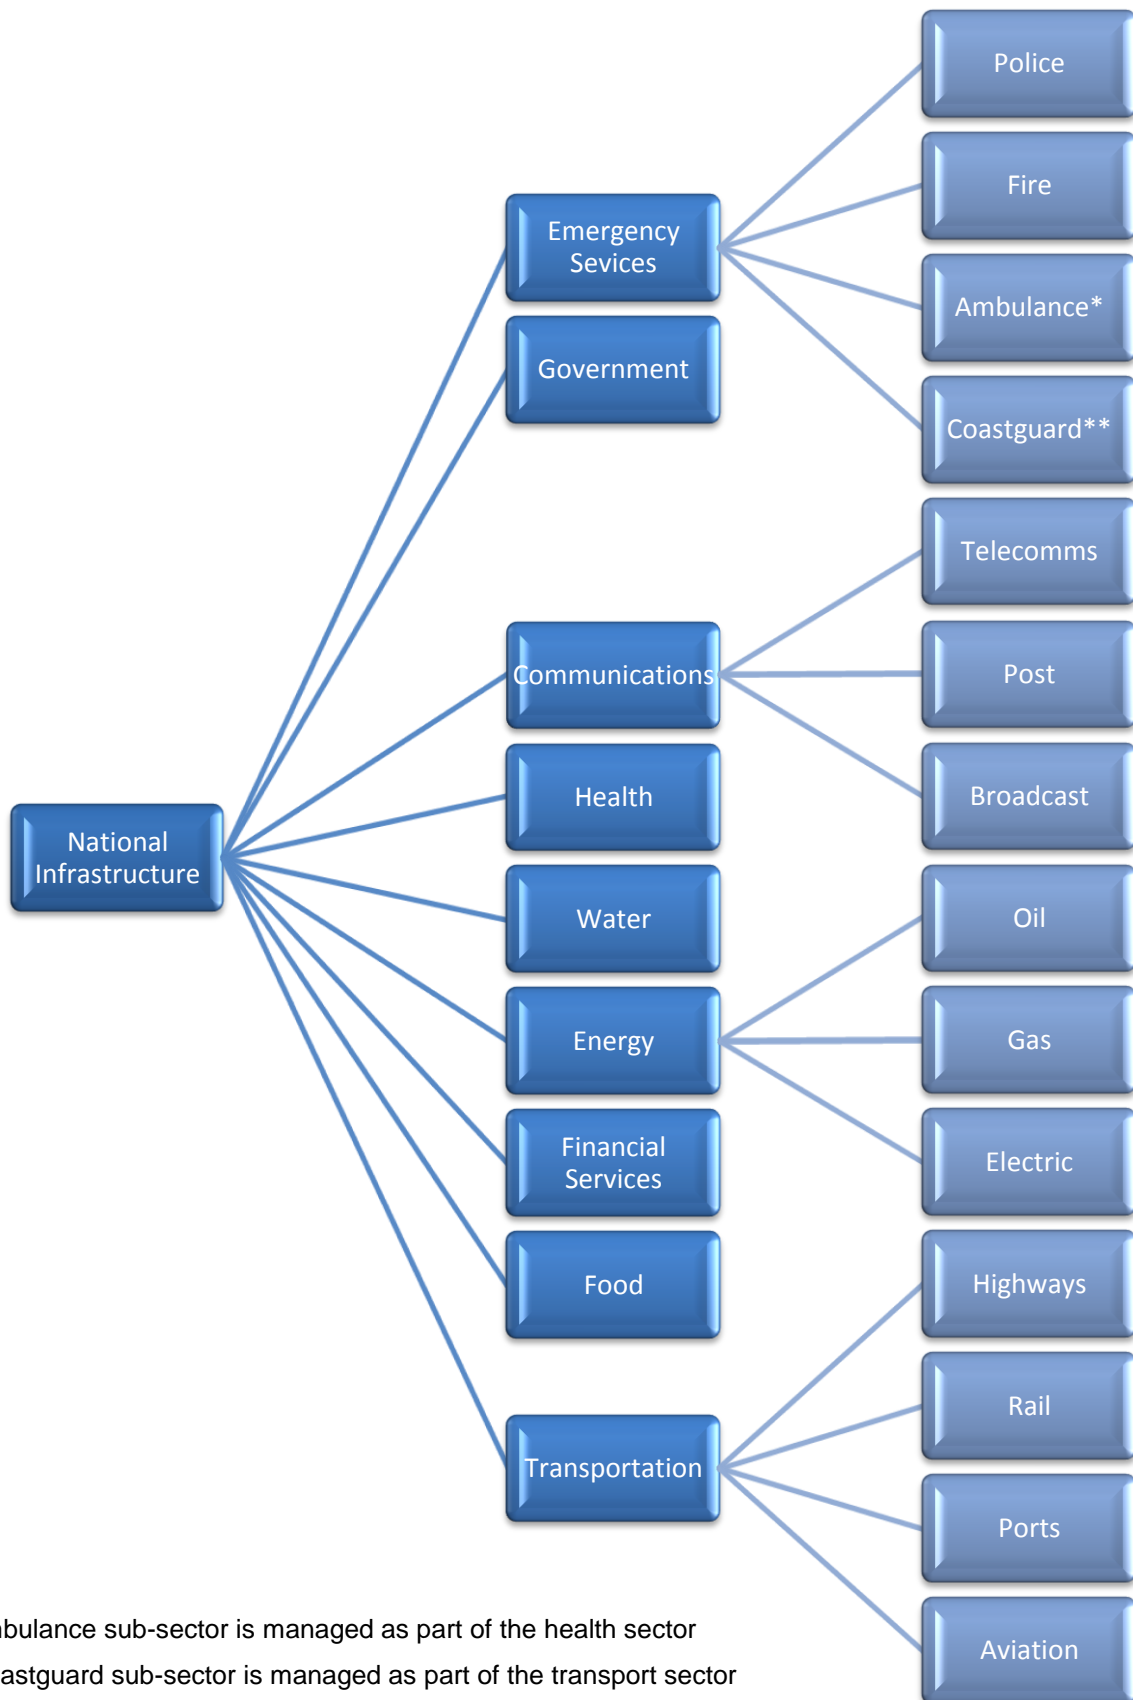 Police
Fire
Emergency
Sevices
Ambulance*
Government
Coastguard**
Telecomms
Communications
Post
Health
Broadcast
National
Infrastructure
Water
Oil
Energy
Gas
Financial
Services
Electric
Food
Highways
Rail
Transportation
Ports
sub-sector is managed as part of the health sector
Aviation
sub-sector is managed as part of the transport sector